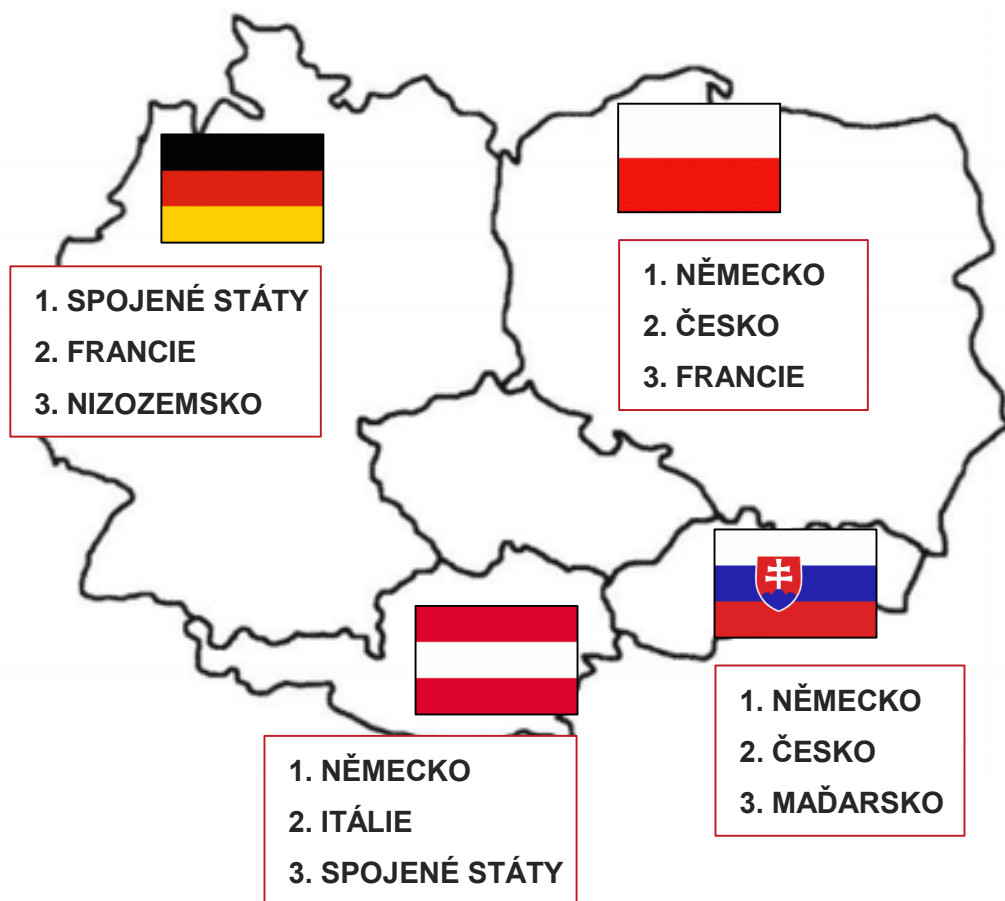 1. SPOJENÉ STÁTY
2. FRANCIE
3. NIZOZEMSKO
1. NĚMECKO
2. ČESKO
3. FRANCIE
1. NĚMECKO
2. ITÁLIE
3. SPOJENÉ STÁTY
1. NĚMECKO
2. ČESKO
3. MAĎARSKO